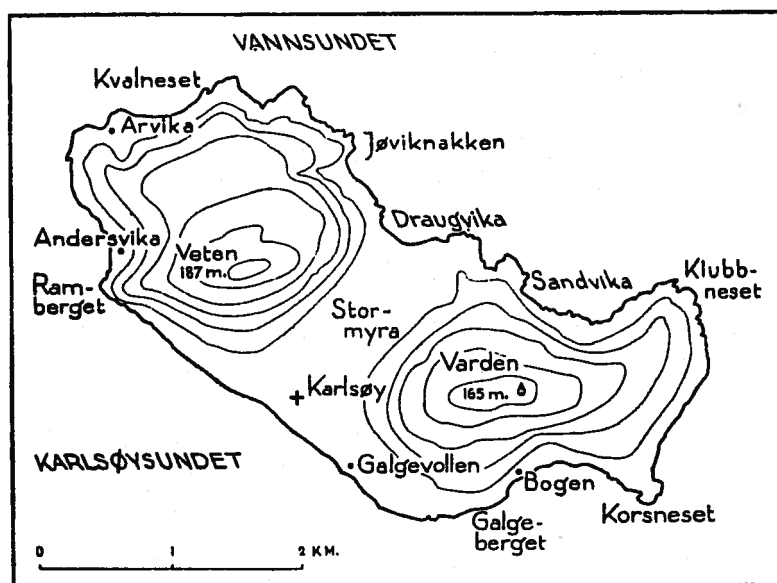 VANNSUNDET
Kvalneset
Arvika
Jøviknakken
Draugvika
Andersvika
Veten
187 m.
Ram-
berget
Sandvika
Klubb-
neset
Stor-
myra
Varden
165 m.
Karlsøy
KARLSØYSUNDET
Galgevollen
Bogen
Galge-
berget
Korsneset
0 1 2 KM.